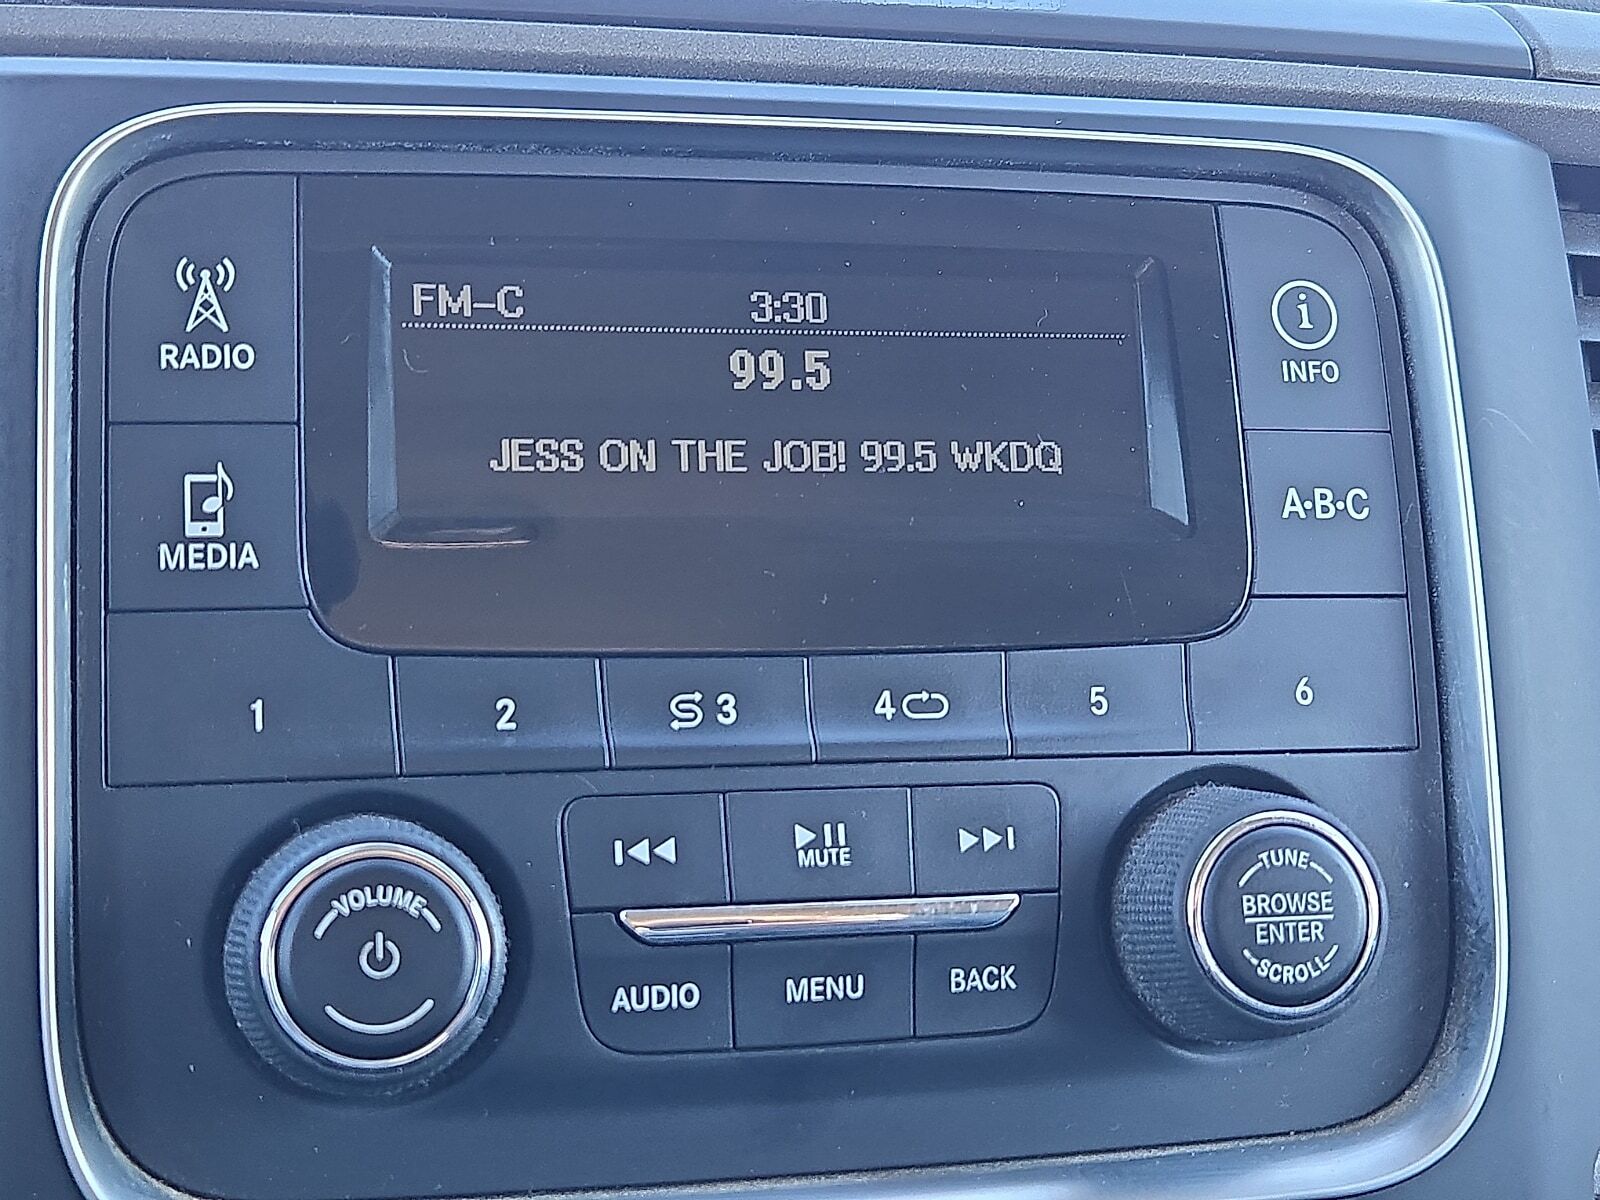 FM-C 3:30
99.5
JESS ON THE JOB! 99.5 WKDQ
RADIO
MEDIA
INFO
A·B·C
1 2 3 4 5 6
VOLUME
MUTE
AUDIO MENU BACK
TUNE
BROWSE
ENTER
SCROLL